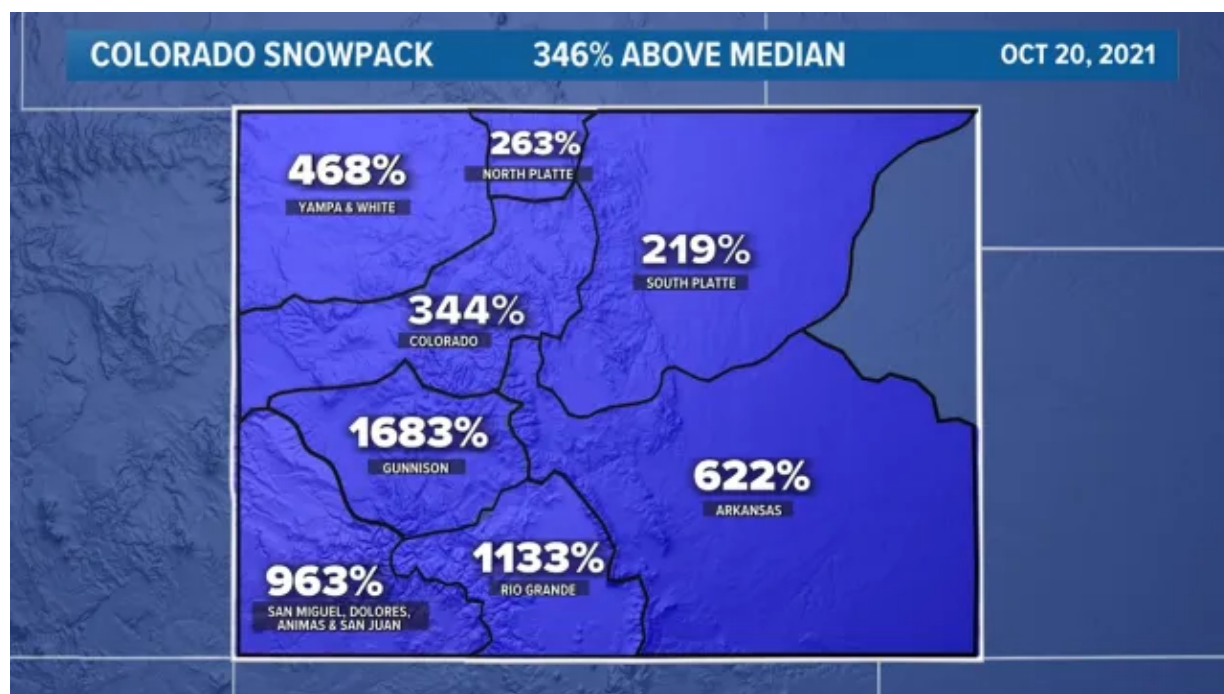 COLORADO SNOWPACK 346% ABOVE MEDIAN OCT 20, 2021
263%
NORTH PLATTE
468%
YAMPA & WHITE
219%
SOUTH PLATTE
344%
COLORADO
1683%
GUNNISON
622%
ARKANSAS
1133%
RIO GRANDE
963%
SAN MIGUEL, DOLORES,
ANIMAS & SAN JUAN